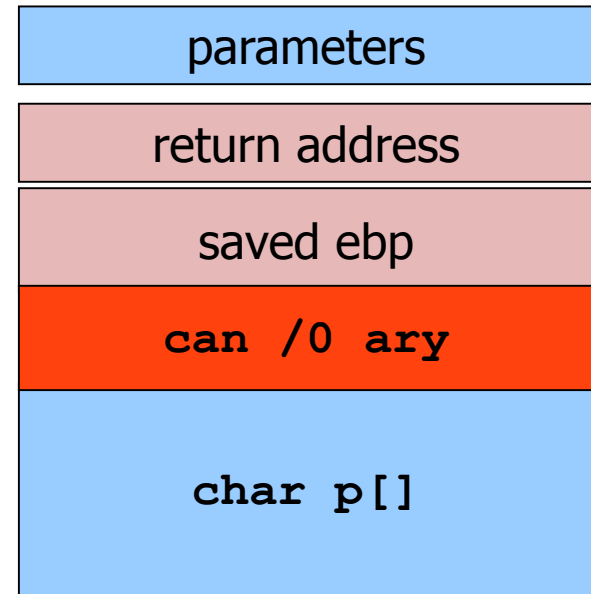 parameters
return address
saved ebp
can /0 ary
char p[]